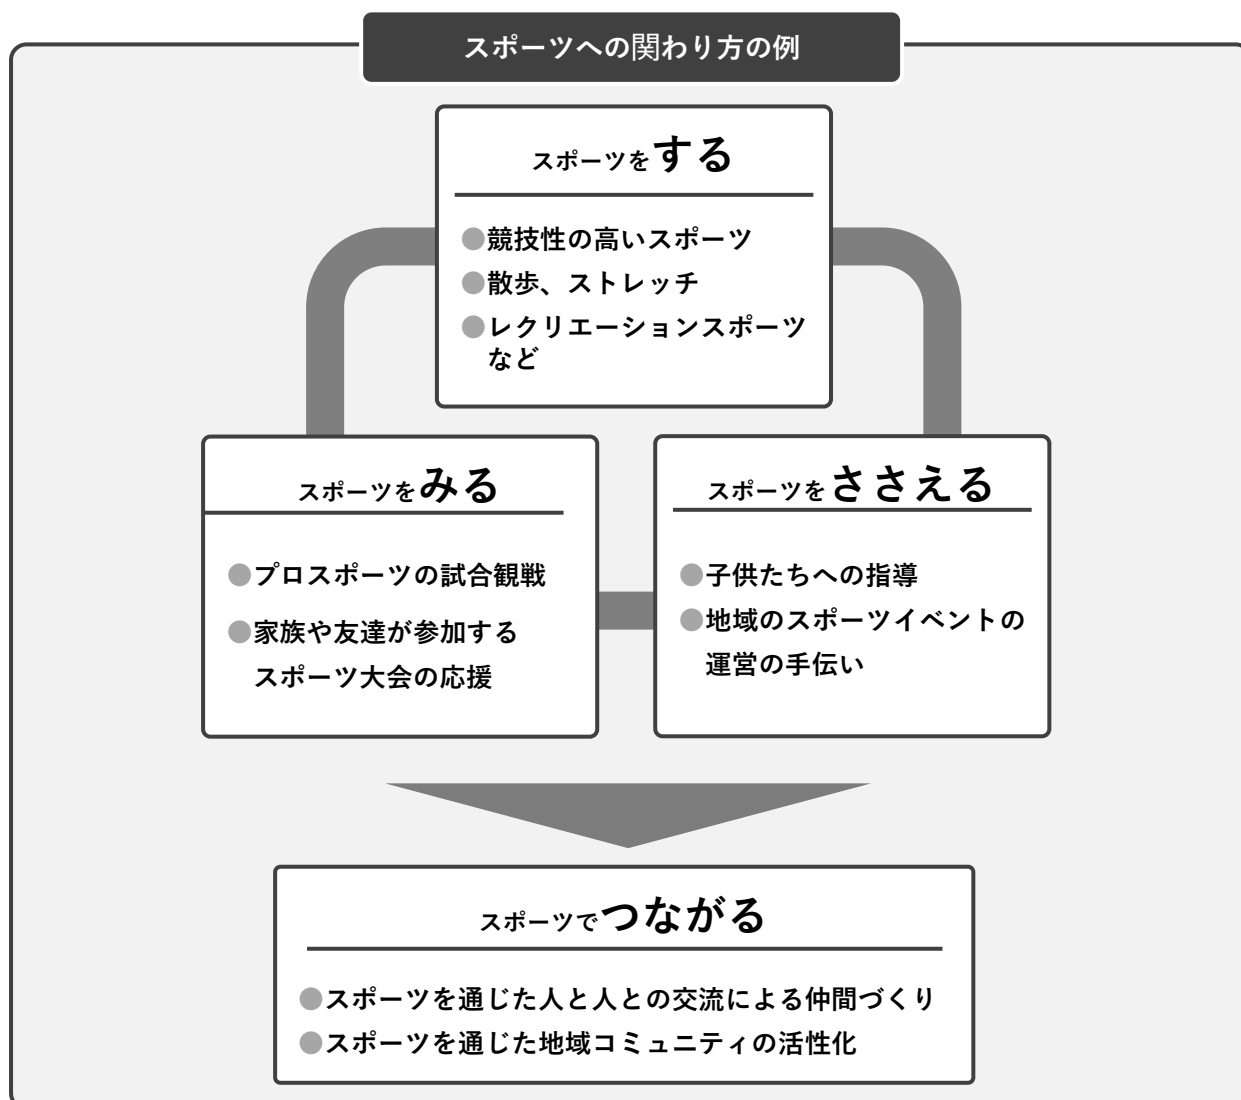 スポーツへの関わり方の例
スポーツをする
●競技性の高いスポーツ
●散歩、ストレッチ
●レクリエーションスポーツ
など
スポーツをみる
●プロスポーツの試合観戦
●家族や友達が参加する
スポーツ大会の応援
スポーツをささえる
●子供たちへの指導
●地域のスポーツイベントの
運営の手伝い
スポーツでつながる
●スポーツを通じた人と人との交流による仲間づくり
●スポーツを通じた地域コミュニティの活性化